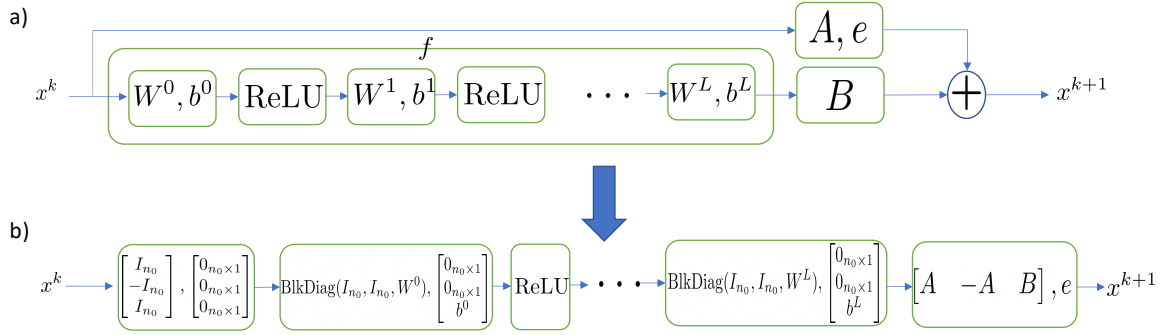 a)
x^k f W^0, b^0 ReLU W^1, b^1 ReLU ··· W^L, b^L A, e B + x^{k+1}
b)
x^k [I_{n_0} -I_{n_0} I_{n_0}], [0_{n_0×1} 0_{n_0×1} 0_{n_0×1}] BlkDiag(I_{n_0}, I_{n_0}, W^0), [0_{n_0×1} 0_{n_0×1} b^0] ReLU ··· BlkDiag(I_{n_0}, I_{n_0}, W^L), [0_{n_0×1} 0_{n_0×1} b^L] [A -A B], e x^{k+1}